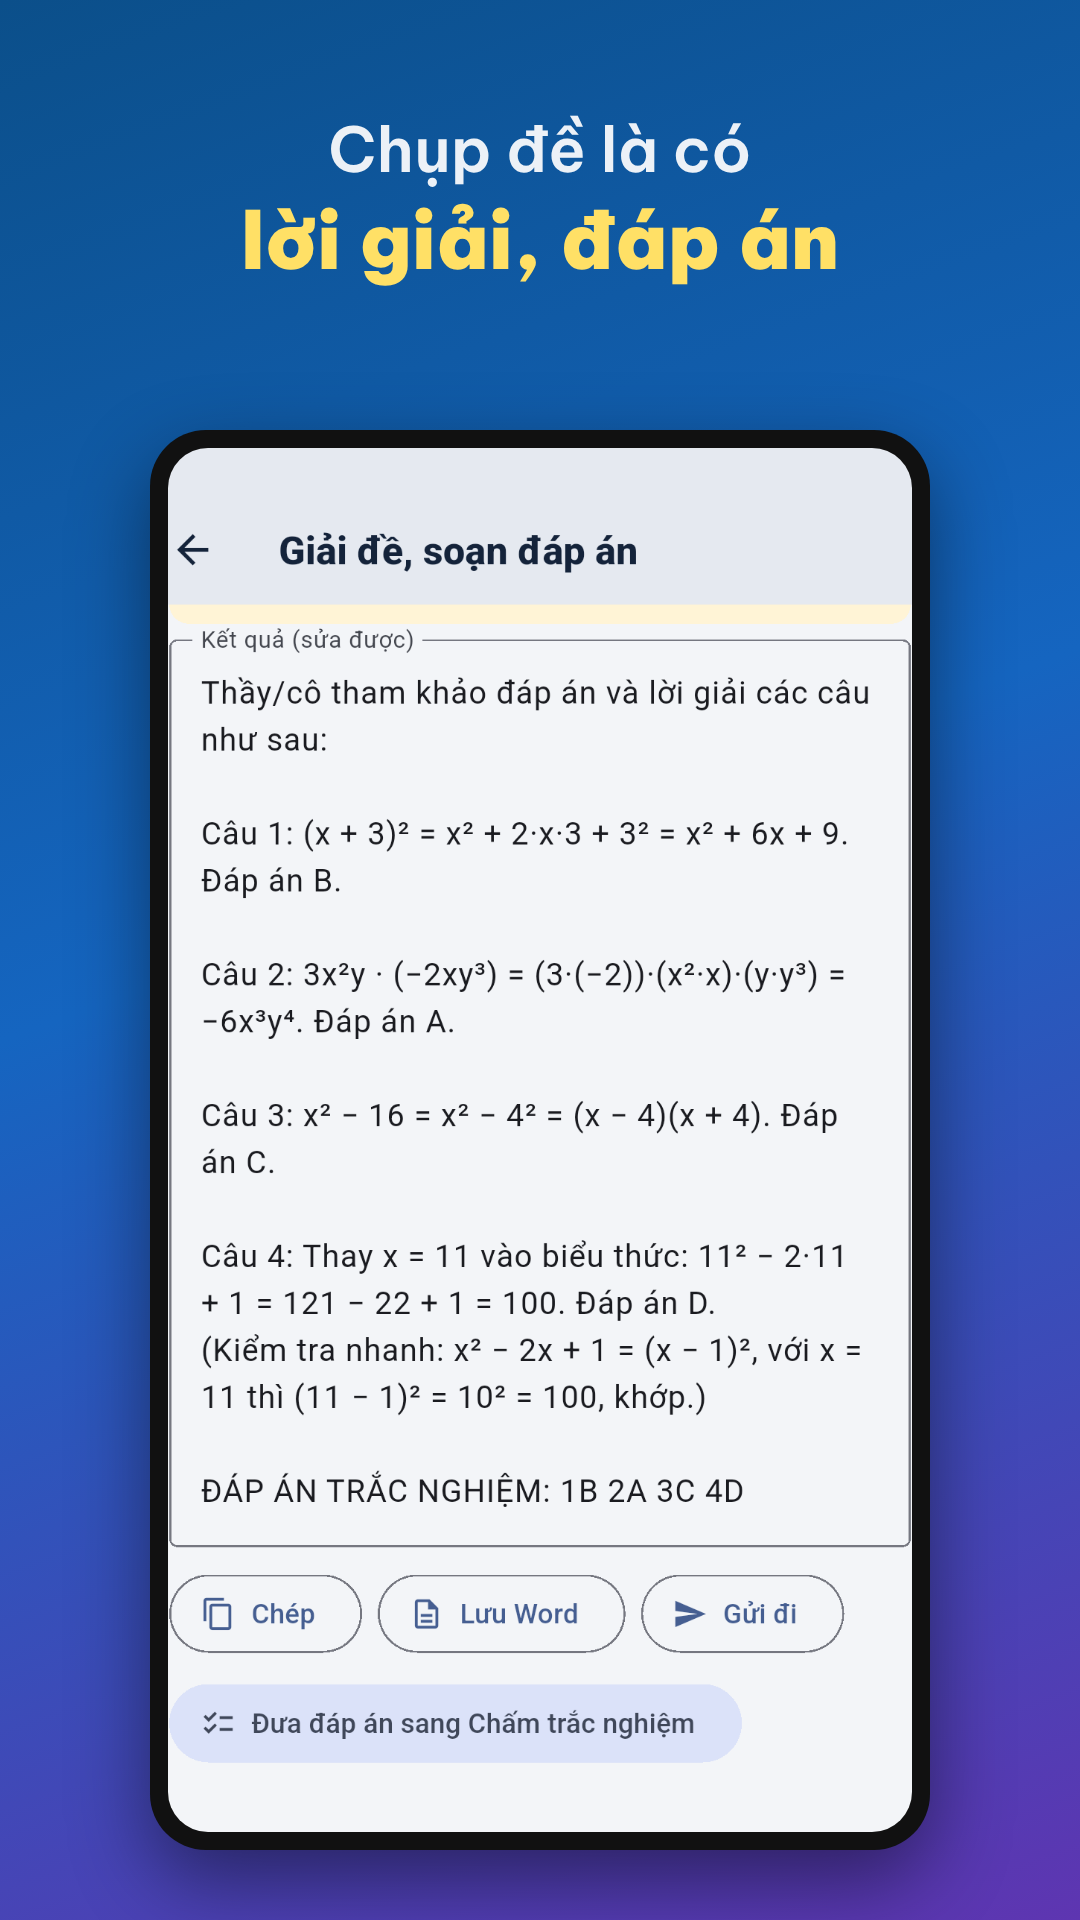 Chụp đề là có
lời giải, đáp án
Giải đề, soạn đáp án
Kết quả (sửa được)
Thầy/cô tham khảo đáp án và lời giải các câu
như sau:
Câu 1: (x + 3)² = x² + 2·x·3 + 3² = x² + 6x + 9.
Đáp án B.
Câu 2: 3x²y · (−2xy³) = (3·(−2))·(x²·x)·(y·y³) =
−6x³y⁴. Đáp án A.
Câu 3: x² − 16 = x² − 4² = (x − 4)(x + 4). Đáp
án C.
Câu 4: Thay x = 11 vào biểu thức: 11² − 2·11
+ 1 = 121 − 22 + 1 = 100. Đáp án D.
(Kiểm tra nhanh: x² − 2x + 1 = (x − 1)², với x =
11 thì (11 − 1)² = 10² = 100, khớp.)
ĐÁP ÁN TRẮC NGHIỆM: 1B 2A 3C 4D
Chép
Lưu Word
Gửi đi
Đưa đáp án sang Chấm trắc nghiệm